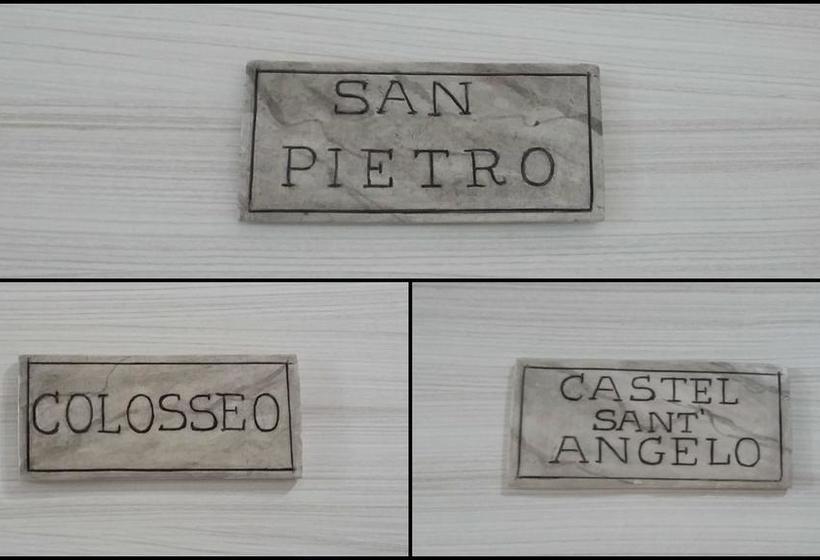 SAN
PIETRO
COLOSSEO
CASTEL
SANT'
ANGELO